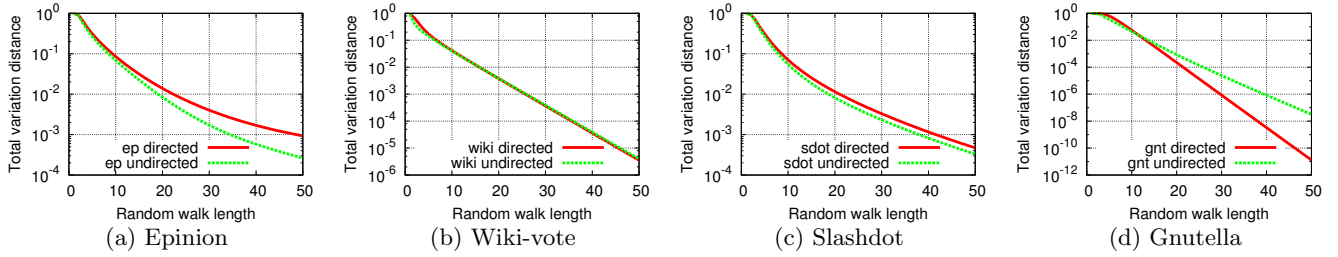 Total variation distance
10^0
10^-1
10^-2
10^-3
10^-4
ep directed
ep undirected
0 10 20 30 40 50
Random walk length
(a) Epinion
Total variation distance
10^0
10^-1
10^-2
10^-3
10^-4
10^-5
10^-6
wiki directed
wiki undirected
0 10 20 30 40 50
Random walk length
(b) Wiki-vote
Total variation distance
10^0
10^-1
10^-2
10^-3
10^-4
sdot directed
sdot undirected
0 10 20 30 40 50
Random walk length
(c) Slashdot
Total variation distance
10^0
10^-2
10^-4
10^-6
10^-8
10^-10
10^-12
gnt directed
gnt undirected
0 10 20 30 40 50
Random walk length
(d) Gnutella